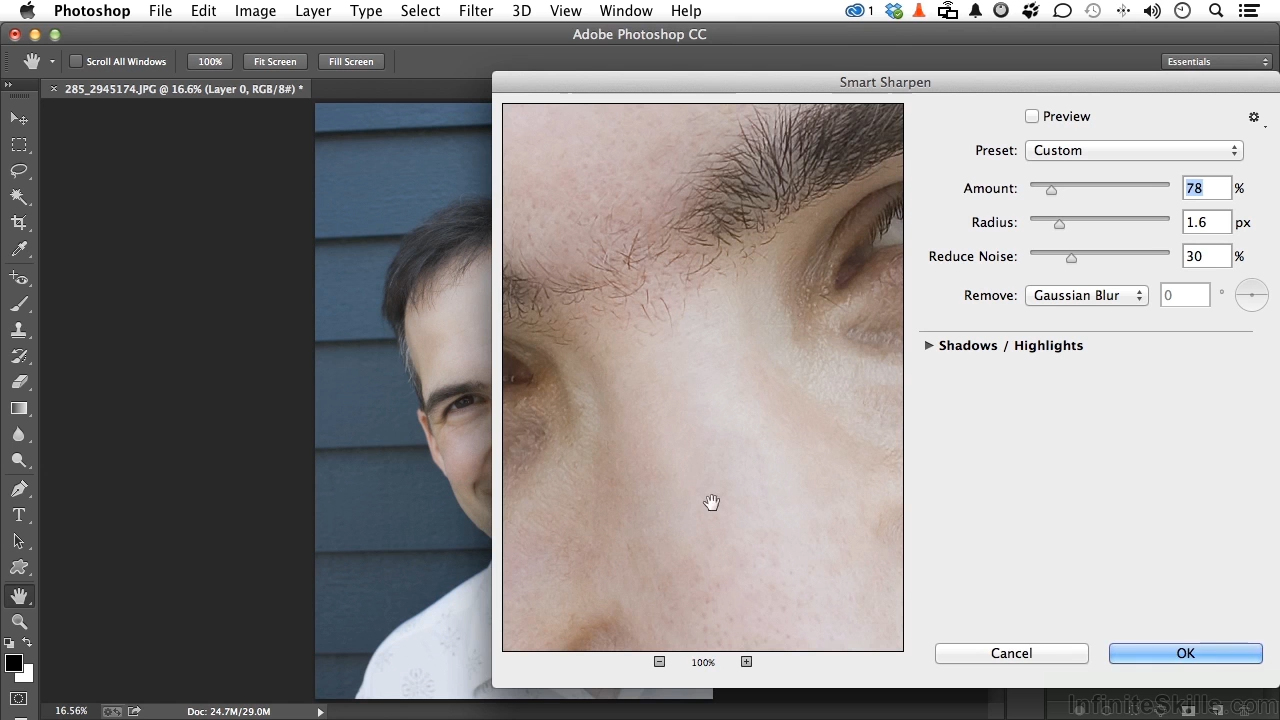 Photoshop File Edit Image Layer Type Select Filter 3D View Window Help 1
Adobe Photoshop CC
Scroll All Windows 100% Fit Screen Fill Screen Essentials
× 285_2945174.JPG @ 16.6% (Layer 0, RGB/8#) *
Smart Sharpen
Preview
Preset: Custom
Amount: 78 %
Radius: 1.6 px
Reduce Noise: 30 %
Remove: Gaussian Blur 0 °
Shadows / Highlights
100%
Cancel OK
16.56% Doc: 24.7M/29.0M
InfiniteSkills.com